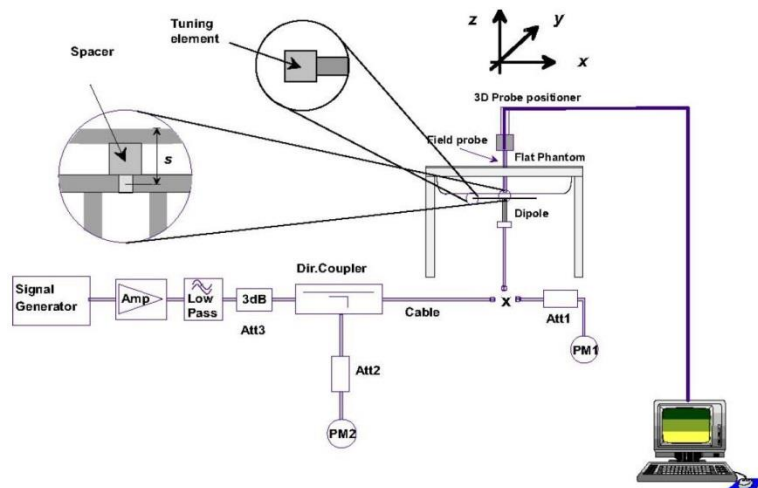 Tuning
element
Spacer
s
z
y
x
3D Probe positioner
Field probe
Flat Phantom
Dipole
Signal
Generator
Amp
Low
Pass
3dB
Att3
Dir.Coupler
Cable
x
Att1
PM1
Att2
PM2